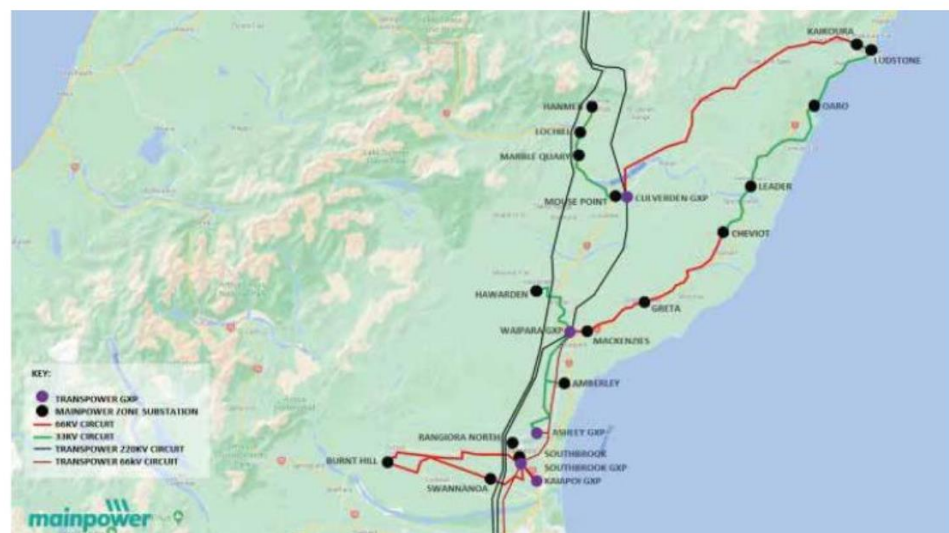 KAIKOURA
LUDSTONE
OARO
HANMER
LOCHIEL
MARBLE QUARY
LEADER
MOUSE POINT
CULVERDEN GXP
CHEVIOT
HAWARDEN
GRETA
WAIPARA GXP
MACKENZIES
AMBERLEY
ASHLEY GXP
RANGIORA NORTH
SOUTHBROOK
BURNT HILL
SOUTHBROOK GXP
SWANNANOA
KAIAPOI GXP
KEY:
TRANSPOWER GXP
MAINPOWER ZONE SUBSTATION
66KV CIRCUIT
33KV CIRCUIT
TRANSPOWER 220KV CIRCUIT
TRANSPOWER 66kV CIRCUIT
mainpower